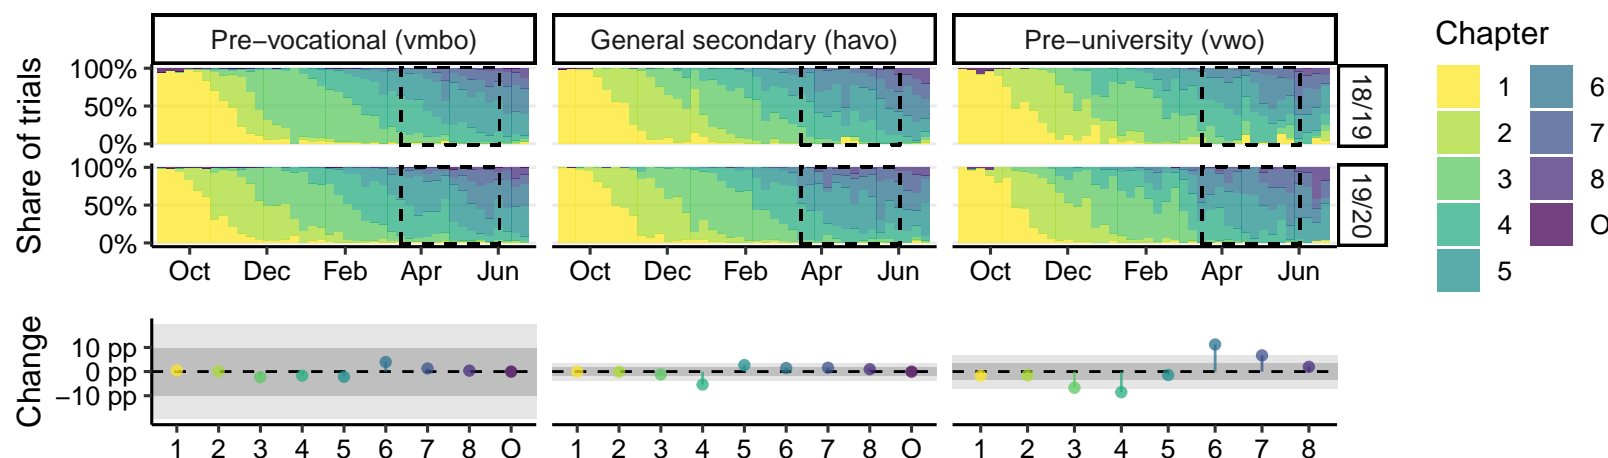 Pre−vocational (vmbo) General secondary (havo) Pre−university (vwo)
Chapter
Share of trials
100%
50%
0%
18/19
Share of trials
100%
50%
0%
19/20
Oct Dec Feb Apr Jun Oct Dec Feb Apr Jun Oct Dec Feb Apr Jun
1 6
2 7
3 8
4 O
5
Change
10 pp
0 pp
−10 pp
1 2 3 4 5 6 7 8 O 1 2 3 4 5 6 7 8 O 1 2 3 4 5 6 7 8